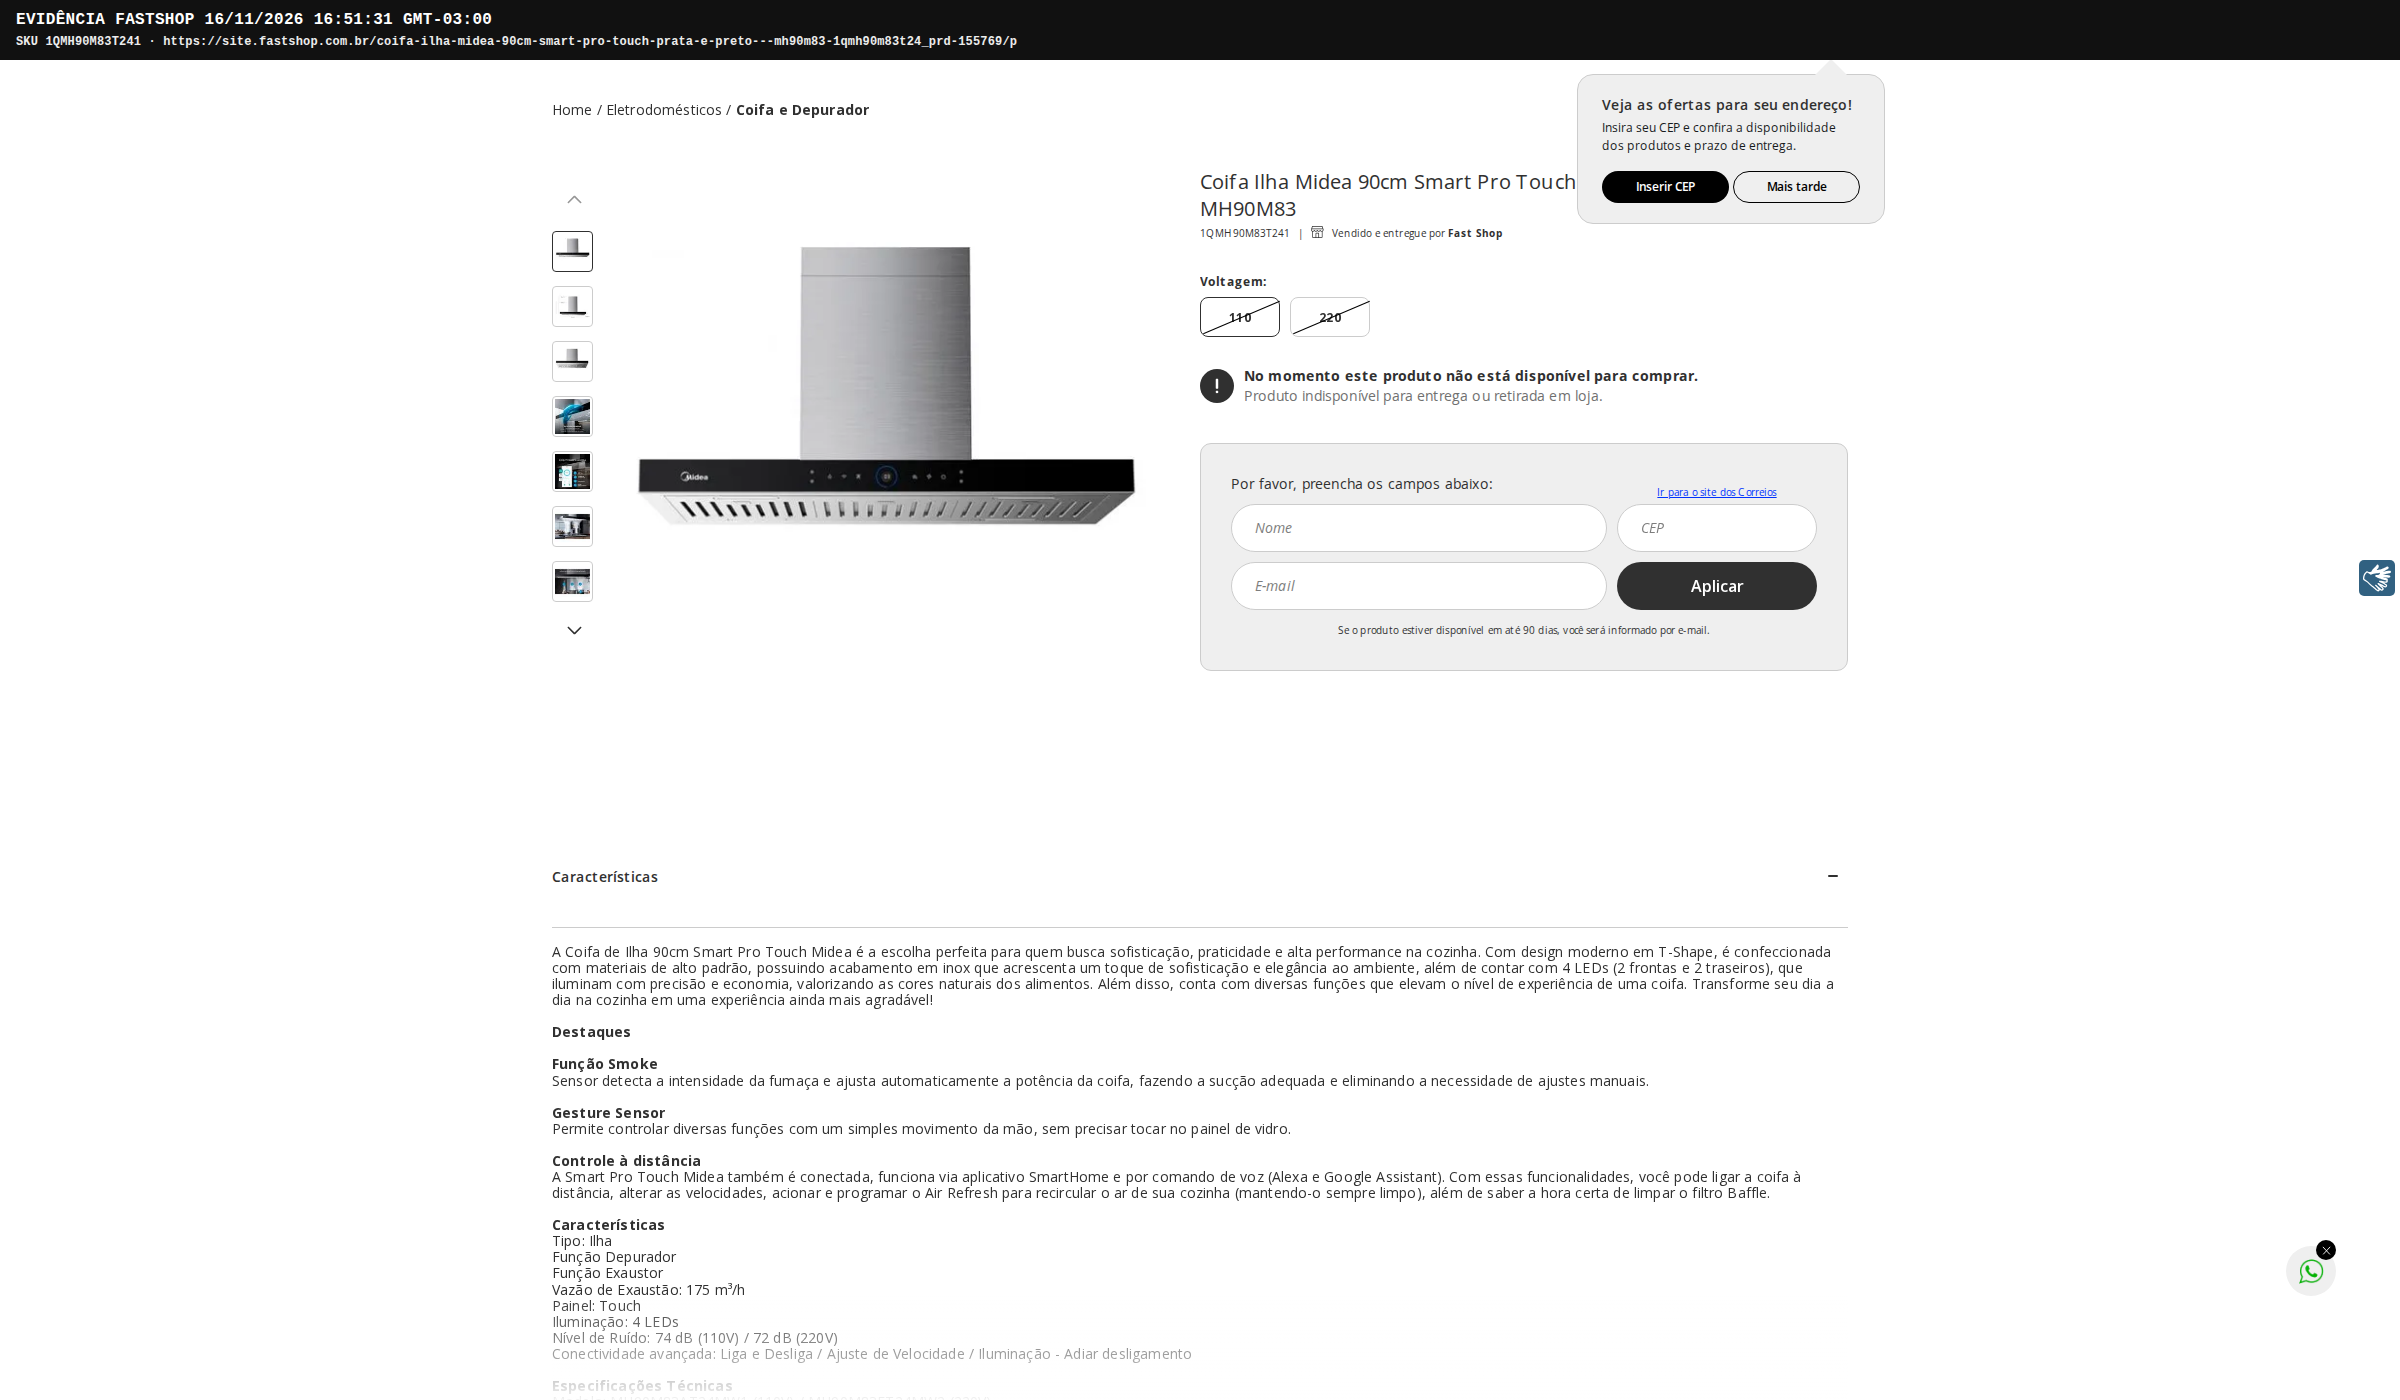 EVIDÊNCIA FASTSHOP 16/11/2026 16:51:31 GMT-03:00
SKU 1QMH90M83T241 · https://site.fastshop.com.br/coifa-ilha-midea-90cm-smart-pro-touch-prata-e-preto---mh90m83-1qmh90m83t24_prd-155769/p
Home / Eletrodomésticos / Coifa e Depurador
Veja as ofertas para seu endereço!
Insira seu CEP e confira a disponibilidade
dos produtos e prazo de entrega.
Inserir CEP
Mais tarde
Coifa Ilha Midea 90cm Smart Pro Touch
MH90M83
1QMH90M83T241 | Vendido e entregue por Fast Shop
Voltagem:
110
220
No momento este produto não está disponível para comprar.
Produto indisponível para entrega ou retirada em loja.
Midea
Por favor, preencha os campos abaixo:
Ir para o site dos Correios
Nome
CEP
E-mail
Aplicar
Se o produto estiver disponível em até 90 dias, você será informado por e-mail.
Características
A Coifa de Ilha 90cm Smart Pro Touch Midea é a escolha perfeita para quem busca sofisticação, praticidade e alta performance na cozinha. Com design moderno em T-Shape, é confeccionada
com materiais de alto padrão, possuindo acabamento em inox que acrescenta um toque de sofisticação e elegância ao ambiente, além de contar com 4 LEDs (2 frontas e 2 traseiros), que
iluminam com precisão e economia, valorizando as cores naturais dos alimentos. Além disso, conta com diversas funções que elevam o nível de experiência de uma coifa. Transforme seu dia a
dia na cozinha em uma experiência ainda mais agradável!
Destaques
Função Smoke
Sensor detecta a intensidade da fumaça e ajusta automaticamente a potência da coifa, fazendo a sucção adequada e eliminando a necessidade de ajustes manuais.
Gesture Sensor
Permite controlar diversas funções com um simples movimento da mão, sem precisar tocar no painel de vidro.
Controle à distância
A Smart Pro Touch Midea também é conectada, funciona via aplicativo SmartHome e por comando de voz (Alexa e Google Assistant). Com essas funcionalidades, você pode ligar a coifa à
distância, alterar as velocidades, acionar e programar o Air Refresh para recircular o ar de sua cozinha (mantendo-o sempre limpo), além de saber a hora certa de limpar o filtro Baffle.
Características
Tipo: Ilha
Função Depurador
Função Exaustor
Vazão de Exaustão: 175 m³/h
Painel: Touch
Iluminação: 4 LEDs
Nível de Ruído: 74 dB (110V) / 72 dB (220V)
Conectividade avançada: Liga e Desliga / Ajuste de Velocidade / Iluminação - Adiar desligamento
Especificações Técnicas